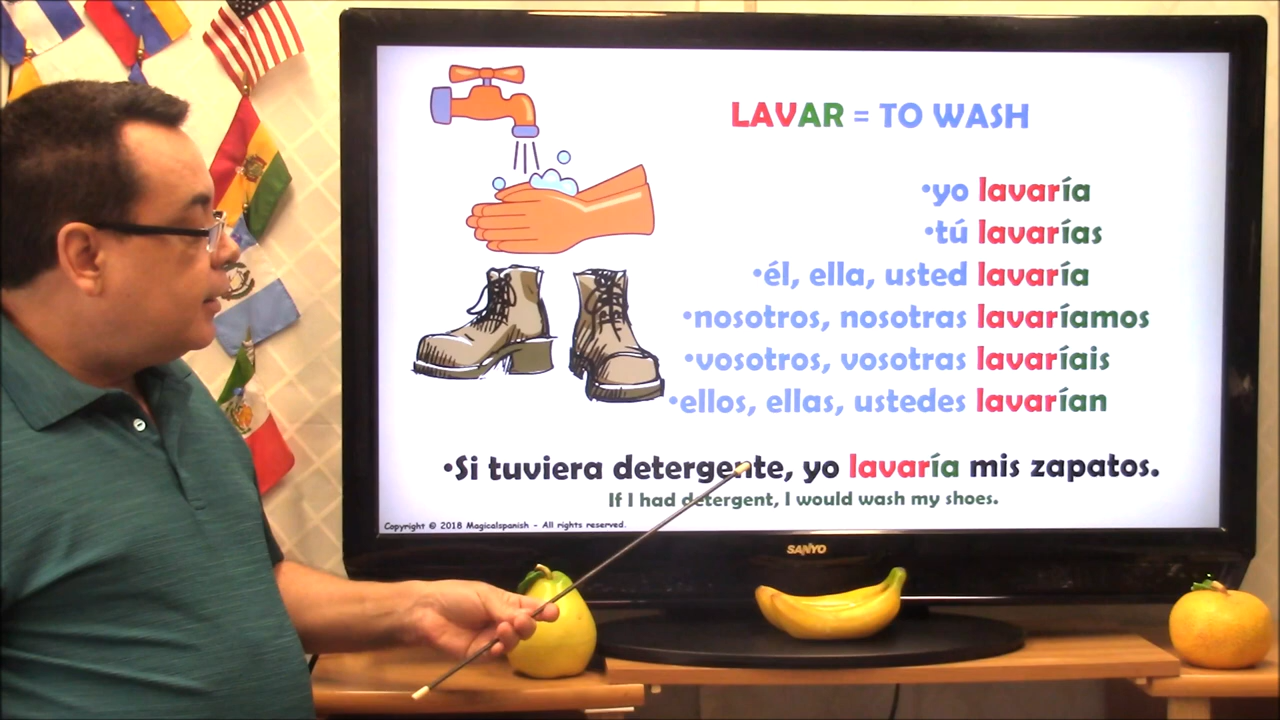 LAVAR = TO WASH
•yo lavaría
•tú lavarías
•él, ella, usted lavaría
•nosotros, nosotras lavaríamos
•vosotros, vosotras lavaríais
•ellos, ellas, ustedes lavarían
•Si tuviera detergente, yo lavaría mis zapatos.
If I had detergent, I would wash my shoes.
Copyright © 2018 Magicalspanish - All rights reserved.
SANYO